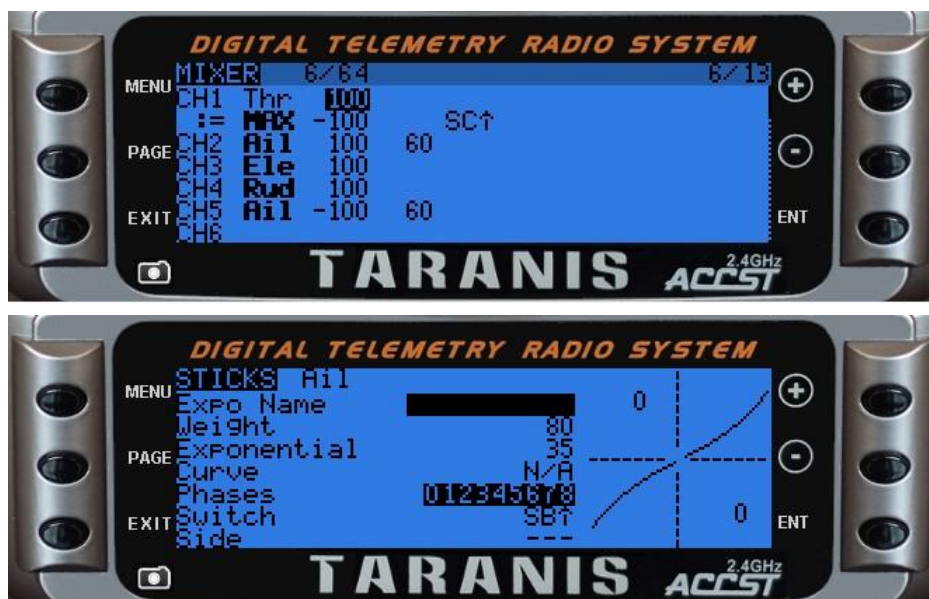 DIGITAL TELEMETRY RADIO SYSTEM
MENU MIXER 6/64 6/13 +
CH1 Thr 100
:= MAX -100 SC↑
PAGE CH2 Ail 100 60 -
CH3 Ele 100
CH4 Rud 100
EXIT CH5 Ail -100 60 ENT
CH6
TARANIS 2.4GHz
ACCST
DIGITAL TELEMETRY RADIO SYSTEM
MENU STICKS Ail +
Expo Name 0
Weight 80
PAGE Exponential 35 -
Curve N/A
Phases 012345678
EXIT Switch SB↑ 0 ENT
Side ---
TARANIS 2.4GHz
ACCST